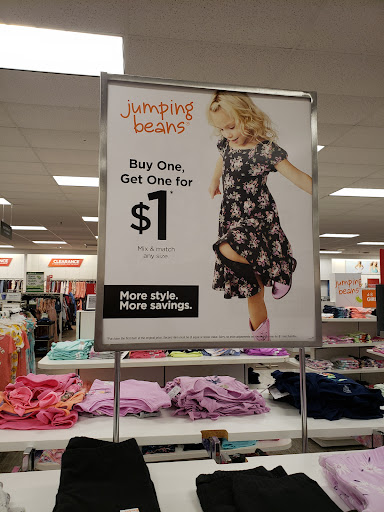 jumping
beans
Buy One,
Get One for
$1*
Mix & match
any size.
More style.
More savings.
CLEARANCE
jumping
beans